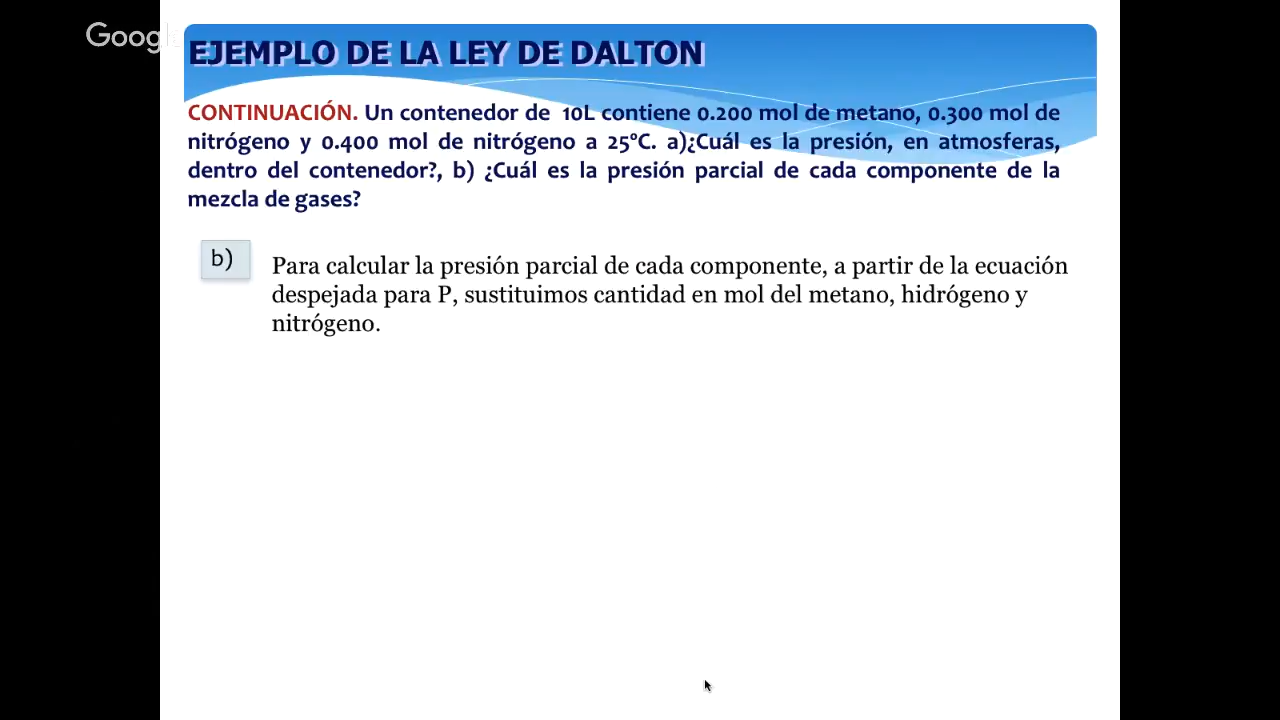 Google
EJEMPLO DE LA LEY DE DALTON
CONTINUACIÓN. Un contenedor de 10L contiene 0.200 mol de metano, 0.300 mol de
nitrógeno y 0.400 mol de nitrógeno a 25°C. a)¿Cuál es la presión, en atmosferas,
dentro del contenedor?, b) ¿Cuál es la presión parcial de cada componente de la
mezcla de gases?
b)
Para calcular la presión parcial de cada componente, a partir de la ecuación
despejada para P, sustituimos cantidad en mol del metano, hidrógeno y
nitrógeno.